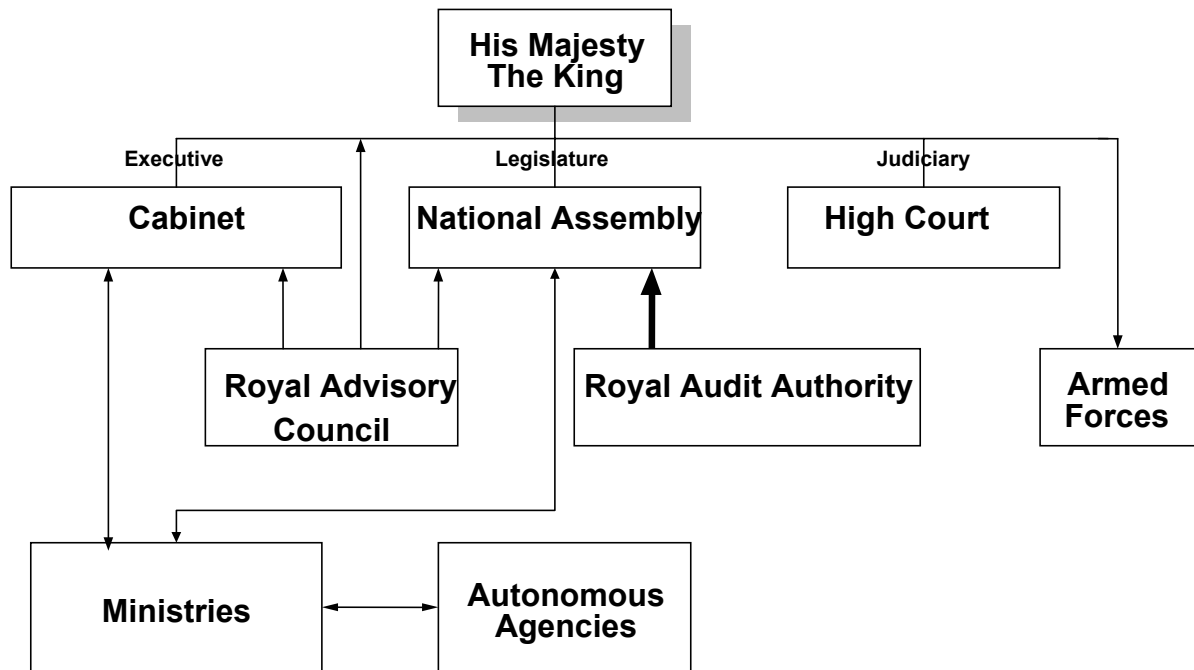 His Majesty
The King
Executive
Legislature
Judiciary
Cabinet
National Assembly
High Court
Royal Advisory
Council
Royal Audit Authority
Armed
Forces
Ministries
Autonomous
Agencies